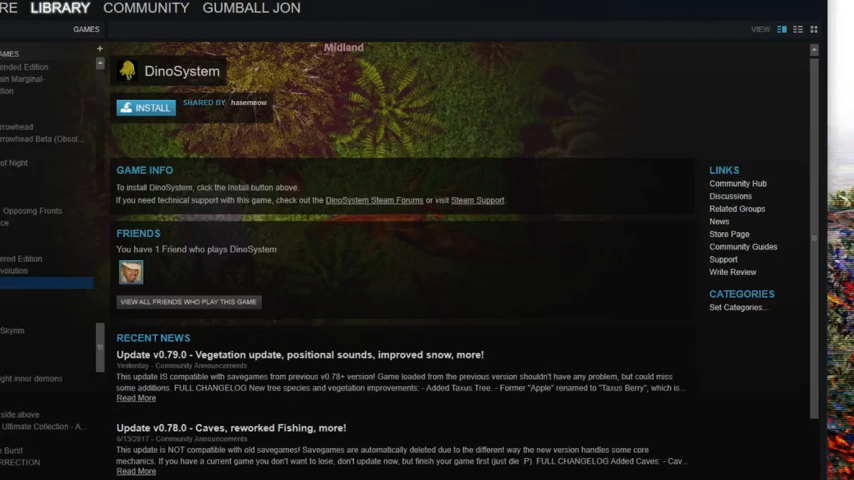 RE LIBRARY COMMUNITY GUMBALL JON
GAMES
VIEW
AMES
ended Edition
ain Marginal-
ition
rrowhead
rrowhead Beta (Obsol...
of Night
Opposing Fronts
ce
ered Edition
volution
Skyrim
ight inner demons
side:above
Ultimate Collection - A...
n Burst
RRECTION
Midland
DinoSystem
INSTALL
SHARED BY hasemeow
GAME INFO
To install DinoSystem, click the Install button above.
If you need technical support with this game, check out the DinoSystem Steam Forums or visit Steam Support.
FRIENDS
You have 1 Friend who plays DinoSystem
VIEW ALL FRIENDS WHO PLAY THIS GAME
RECENT NEWS
Update v0.79.0 - Vegetation update, positional sounds, improved snow, more!
Yesterday - Community Announcements
This update IS compatible with savegames from previous v0.78+ version! Game loaded from the previous version shouldn't have any problem, but could miss
some additions. FULL CHANGELOG New tree species and vegetation improvements: - Added Taxus Tree. - Former "Apple" renamed to "Taxus Berry", which is...
Read More
Update v0.78.0 - Caves, reworked Fishing, more!
6/13/2017 - Community Announcements
This update is NOT compatible with old savegames! Savegames are automatically deleted due to the different way the new version handles some core
mechanics. If you have a current game you don't want to lose, don't update now, but finish your game first (just die :P). FULL CHANGELOG Added Caves: - Cav...
Read More
LINKS
Community Hub
Discussions
Related Groups
News
Store Page
Community Guides
Support
Write Review
CATEGORIES
Set Categories...